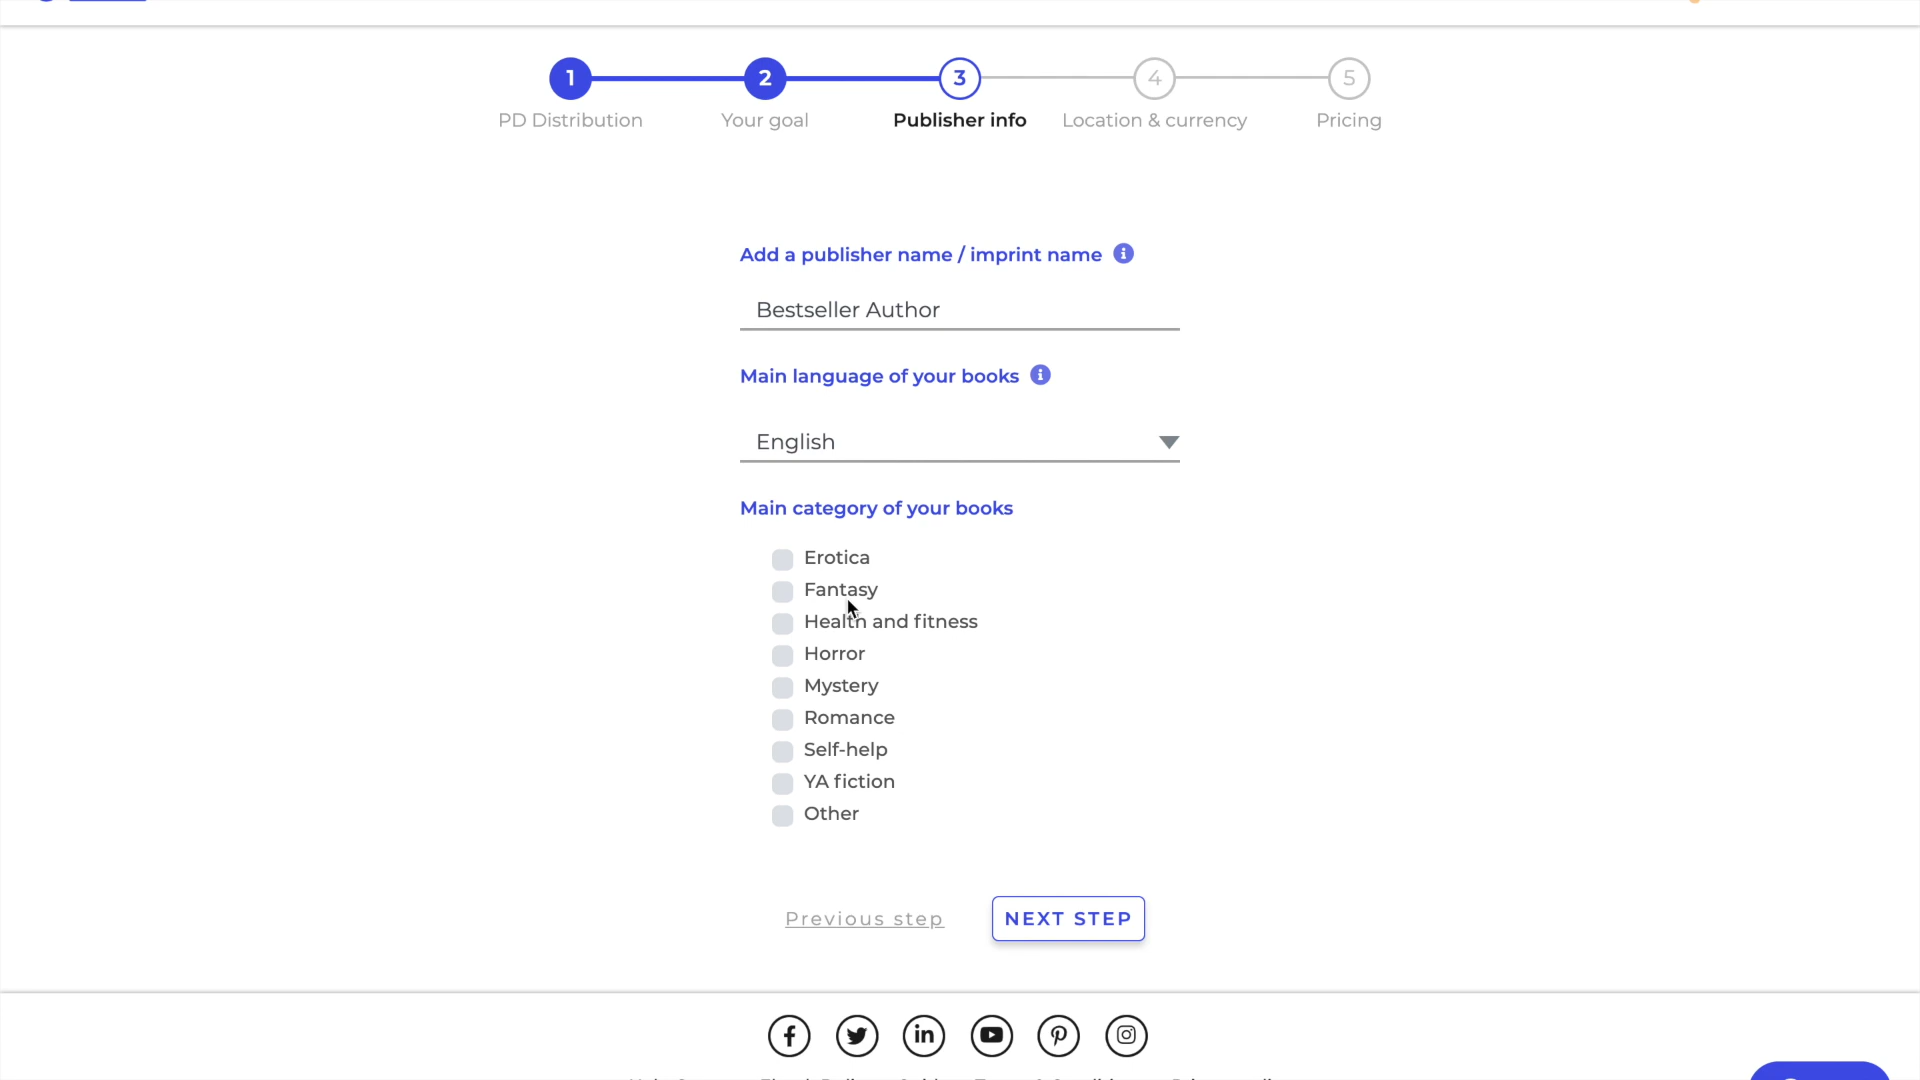 1 2 3 4 5
PD Distribution Your goal Publisher info Location & currency Pricing
Add a publisher name / imprint name
Bestseller Author
Main language of your books
English
Main category of your books
Erotica
Fantasy
Health and fitness
Horror
Mystery
Romance
Self-help
YA fiction
Other
Previous step NEXT STEP